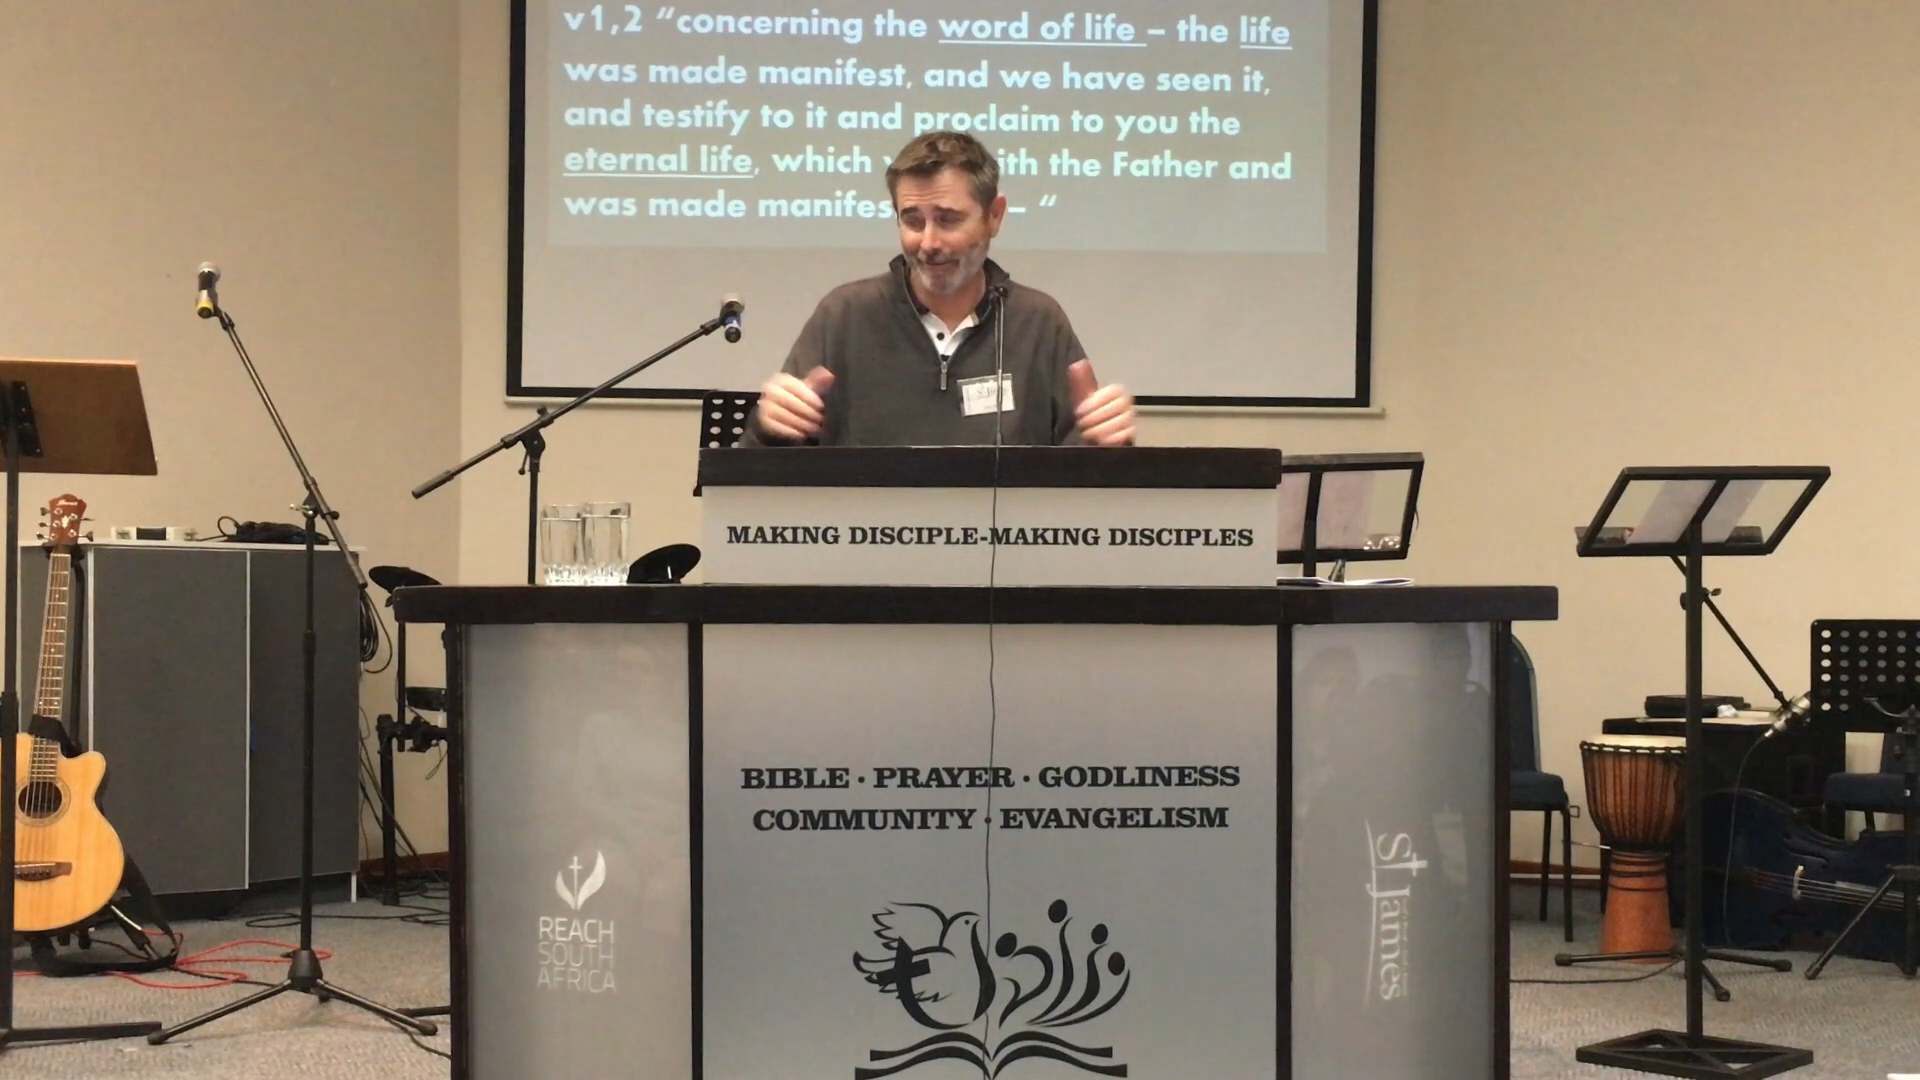 v1,2 “concerning the word of life – the life
was made manifest, and we have seen it,
and testify to it and proclaim to you the
eternal life, which with the Father and
was made manifes – “
MAKING DISCIPLE-MAKING DISCIPLES
BIBLE · PRAYER · GODLINESS
COMMUNITY · EVANGELISM
REACH
SOUTH
AFRICA
St James